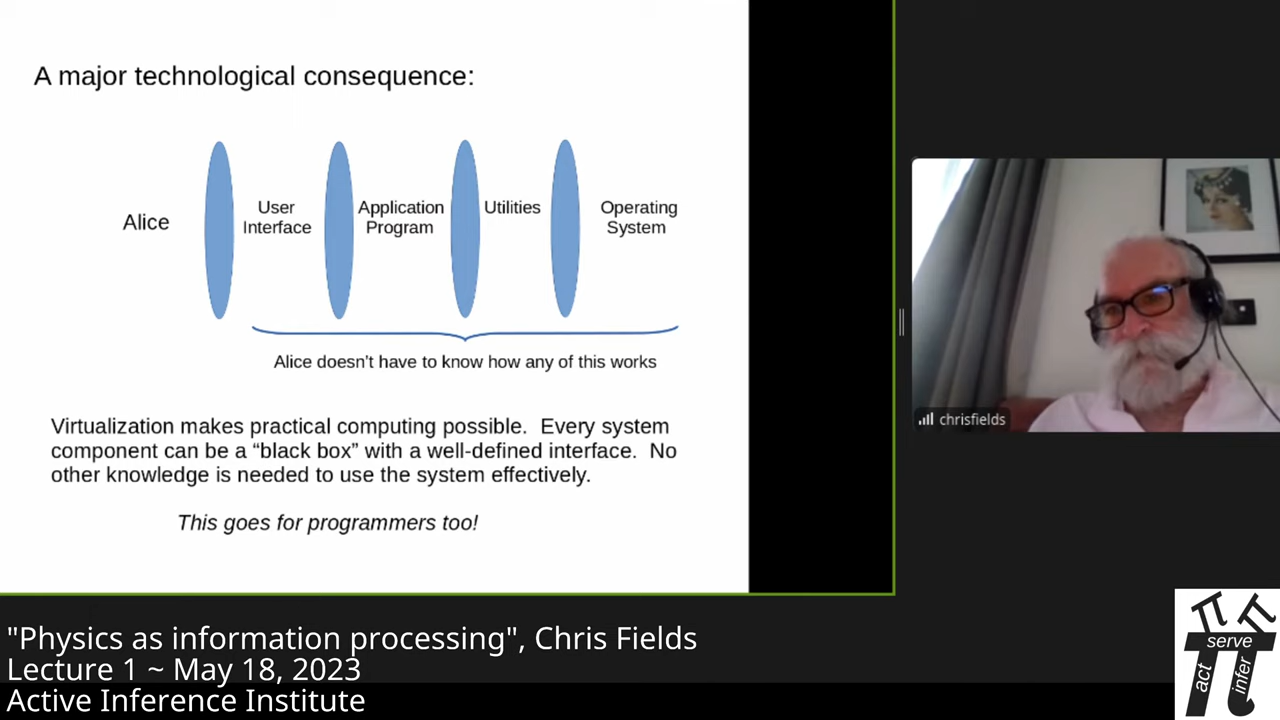 A major technological consequence:
Alice
User
Interface
Application
Program
Utilities
Operating
System
Alice doesn't have to know how any of this works
Virtualization makes practical computing possible.  Every system
component can be a “black box” with a well-defined interface.  No
other knowledge is needed to use the system effectively.
This goes for programmers too!
chrisfields
"Physics as information processing", Chris Fields
Lecture 1 ~ May 18, 2023
Active Inference Institute
serve
act
infer